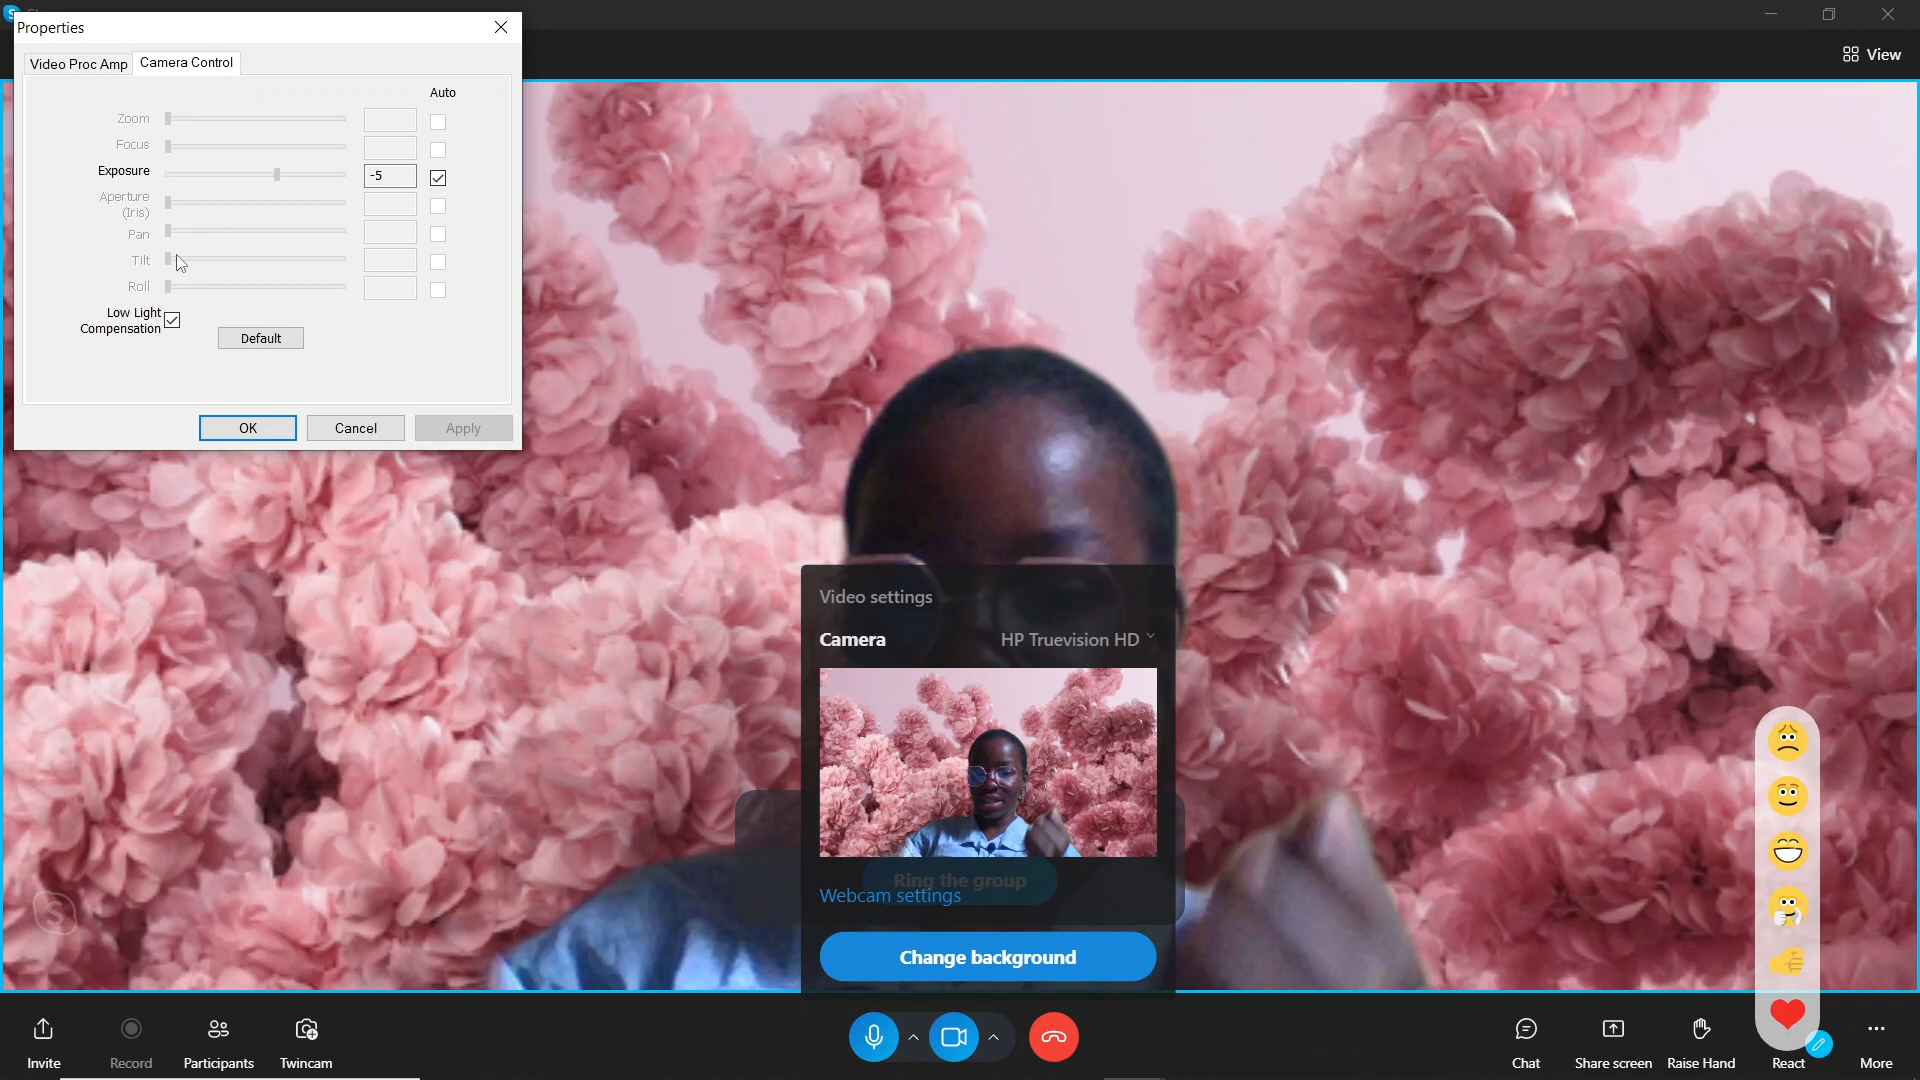 Properties
View
Video Proc Amp
Camera Control
Auto
Zoom
Focus
Exposure
-5
Aperture
(Iris)
Pan
Tilt
Roll
Low Light
Compensation
Default
OK
Cancel
Apply
Video settings
Camera
HP Truevision HD
Ring the group
Webcam settings
Change background
Invite
Record
Participants
Twincam
Chat
Share screen
Raise Hand
React
More